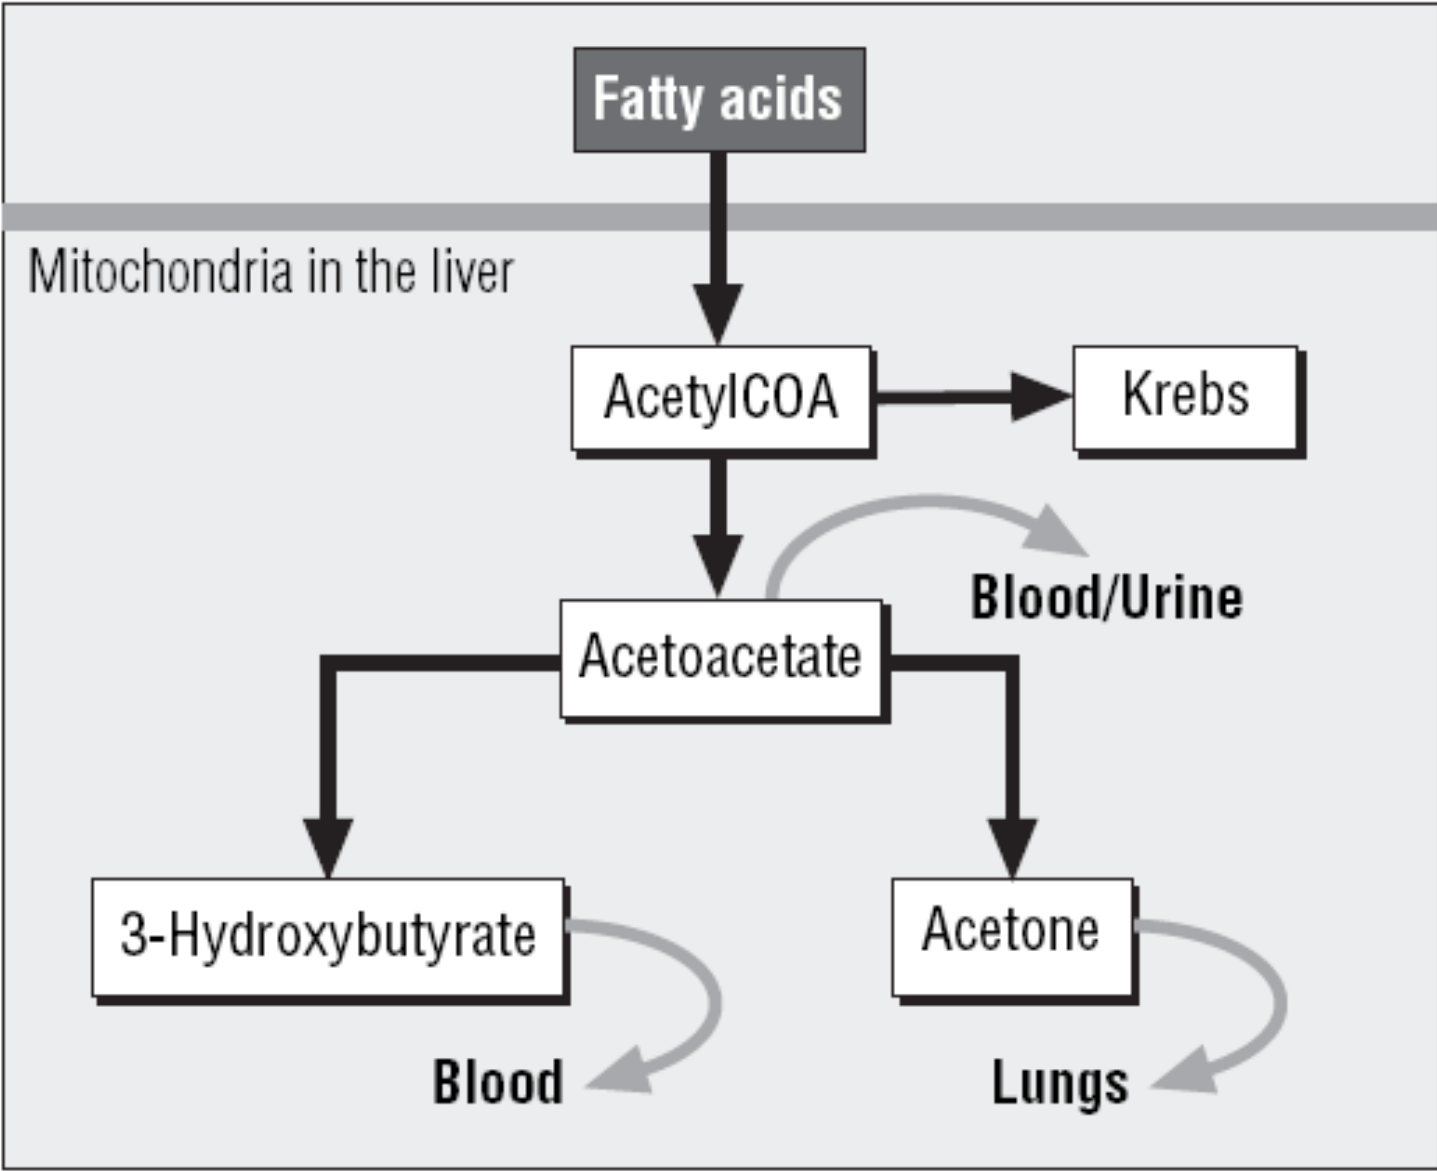 Fatty acids
Mitochondria in the liver
AcetylCOA
Krebs
Blood/Urine
Acetoacetate
3-Hydroxybutyrate
Acetone
Blood
Lungs